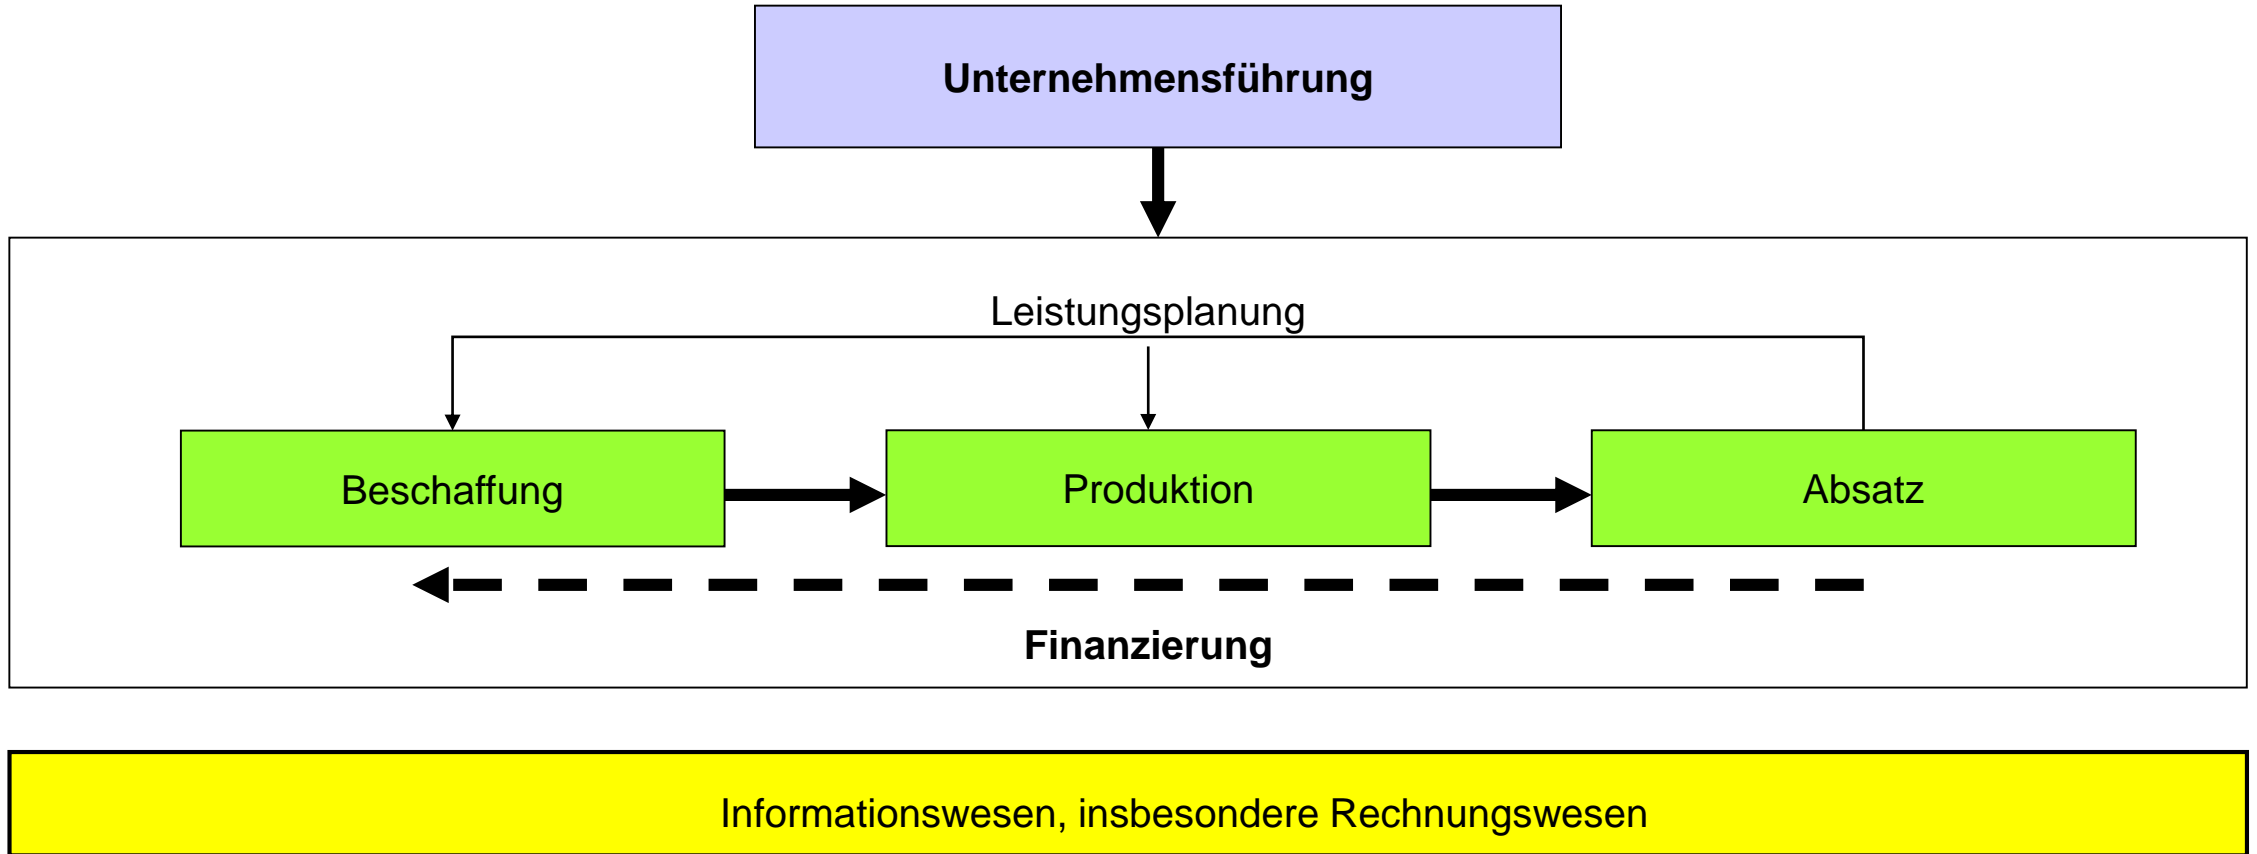 Unternehmensführung
Leistungsplanung
Beschaffung
Produktion
Absatz
Finanzierung
Informationswesen, insbesondere Rechnungswesen